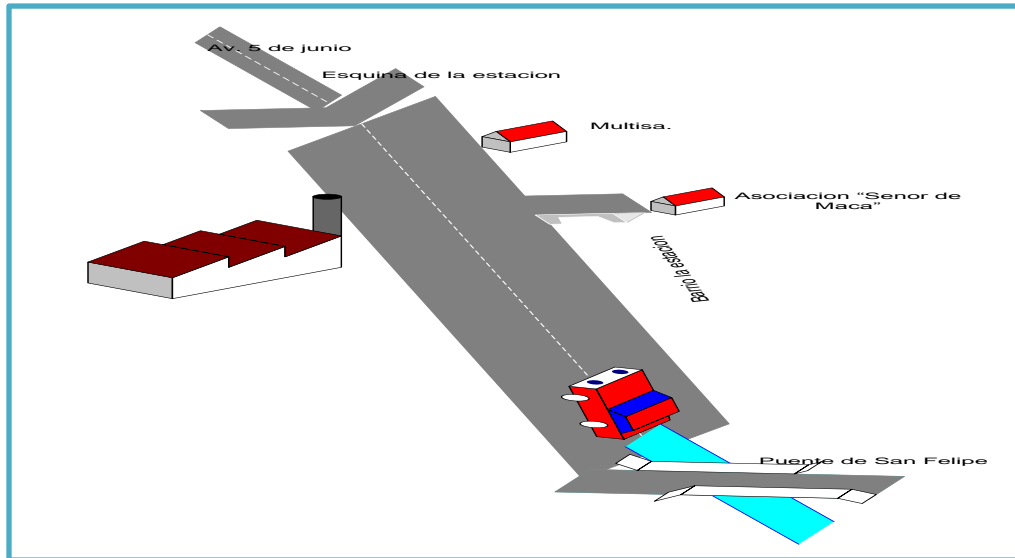 Av. 5 de junio
Esquina de la estacion
Multisa.
Asociacion “Senor de
Maca”
Barrio la estacion
Puente de San Felipe